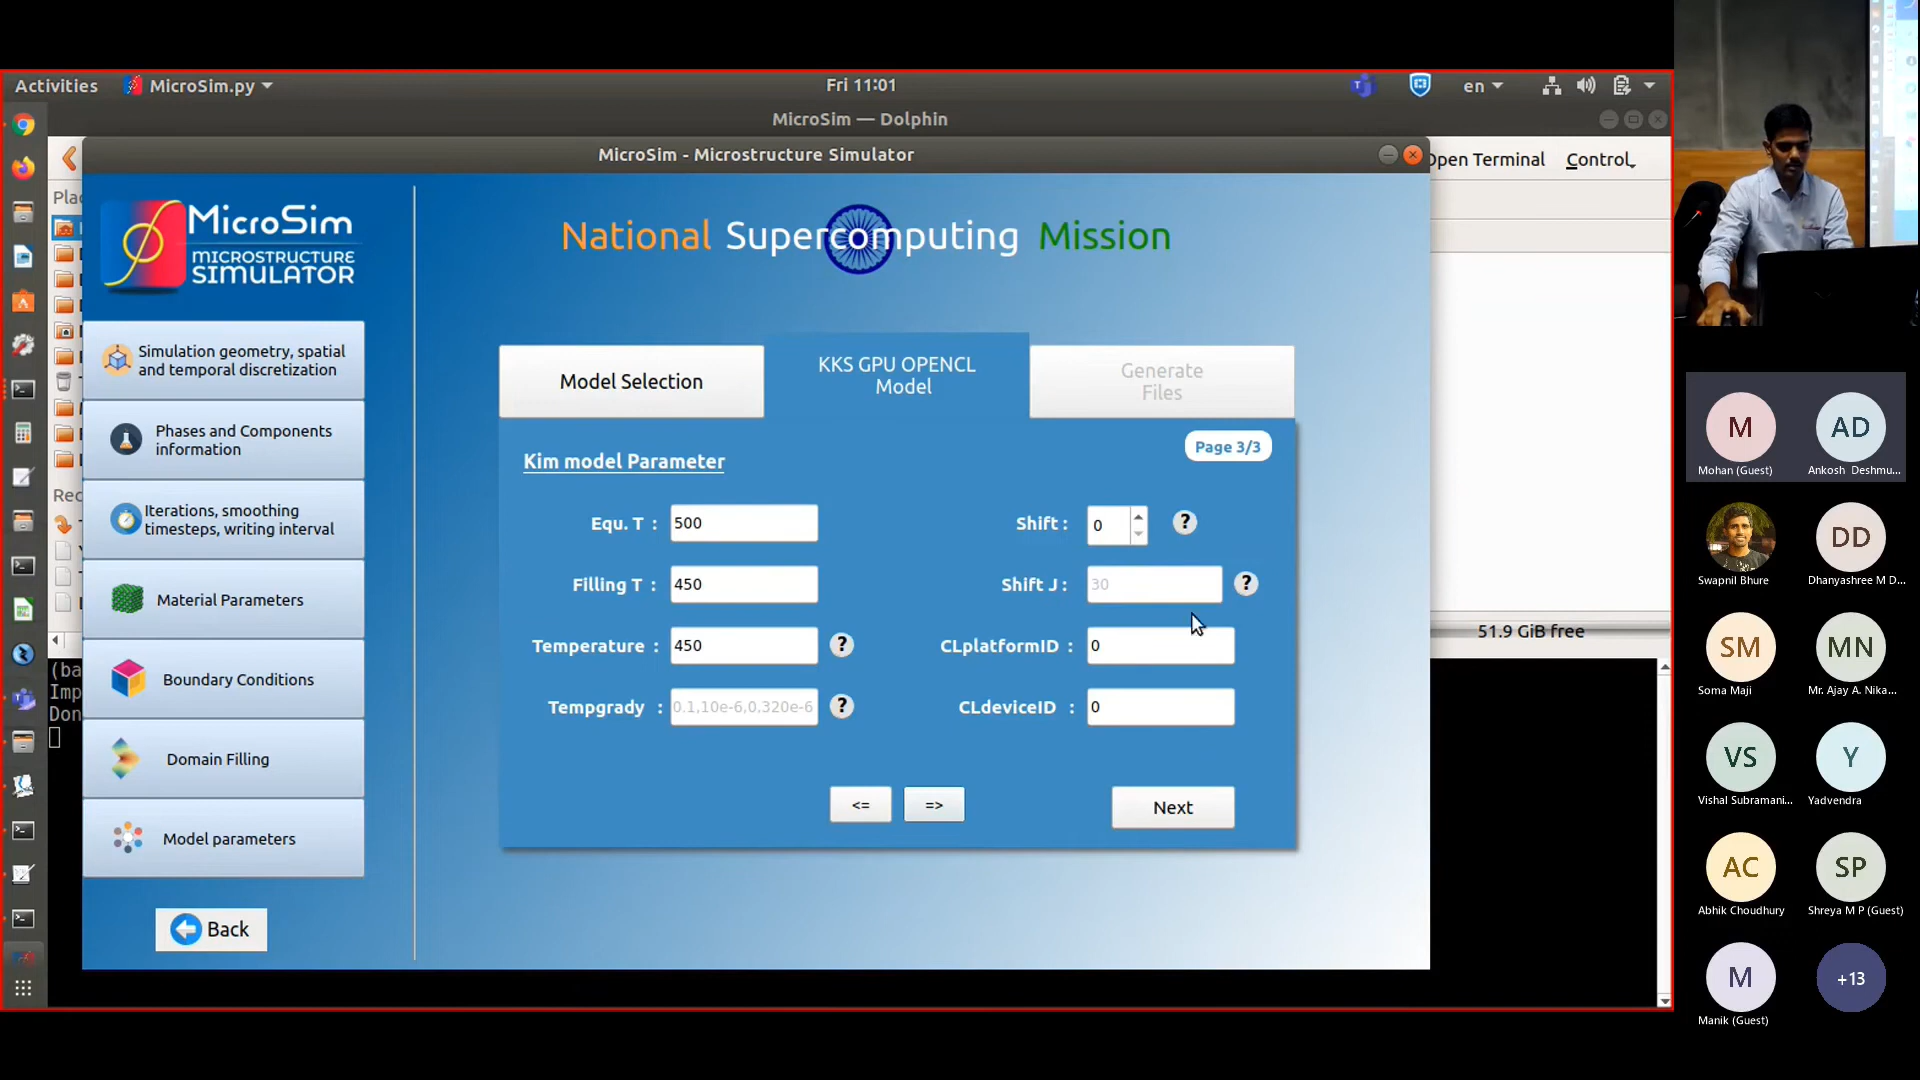 Activities
MicroSim.py
Fri 11:01
en
MicroSim — Dolphin
MicroSim - Microstructure Simulator
Open Terminal
Control
MicroSim
MICROSTRUCTURE
SIMULATOR
National Supercomputing Mission
Simulation geometry, spatial
and temporal discretization
Phases and Components
information
Iterations, smoothing
timesteps, writing interval
Material Parameters
Boundary Conditions
Domain Filling
Model parameters
Back
Model Selection
KKS GPU OPENCL
Model
Generate
Files
Page 3/3
Kim model Parameter
Equ. T : 500
Shift : 0 ?
Filling T : 450
Shift J : 30 ?
Temperature : 450 ?
CLplatformID : 0
Tempgrady : 0.1,10e-6,0,320e-6 ?
CLdeviceID : 0
<= =>
Next
51.9 GiB free
Plac
Rec
(ba
Imp
Don
M
Mohan (Guest)
AD
Ankosh Deshmu...
Swapnil Bhure
DD
Dhanyashree M D...
SM
Soma Maji
MN
Mr. Ajay A. Nika...
VS
Vishal Subramani...
Y
Yadvendra
AC
Abhik Choudhury
SP
Shreya M P (Guest)
M
Manik (Guest)
+13